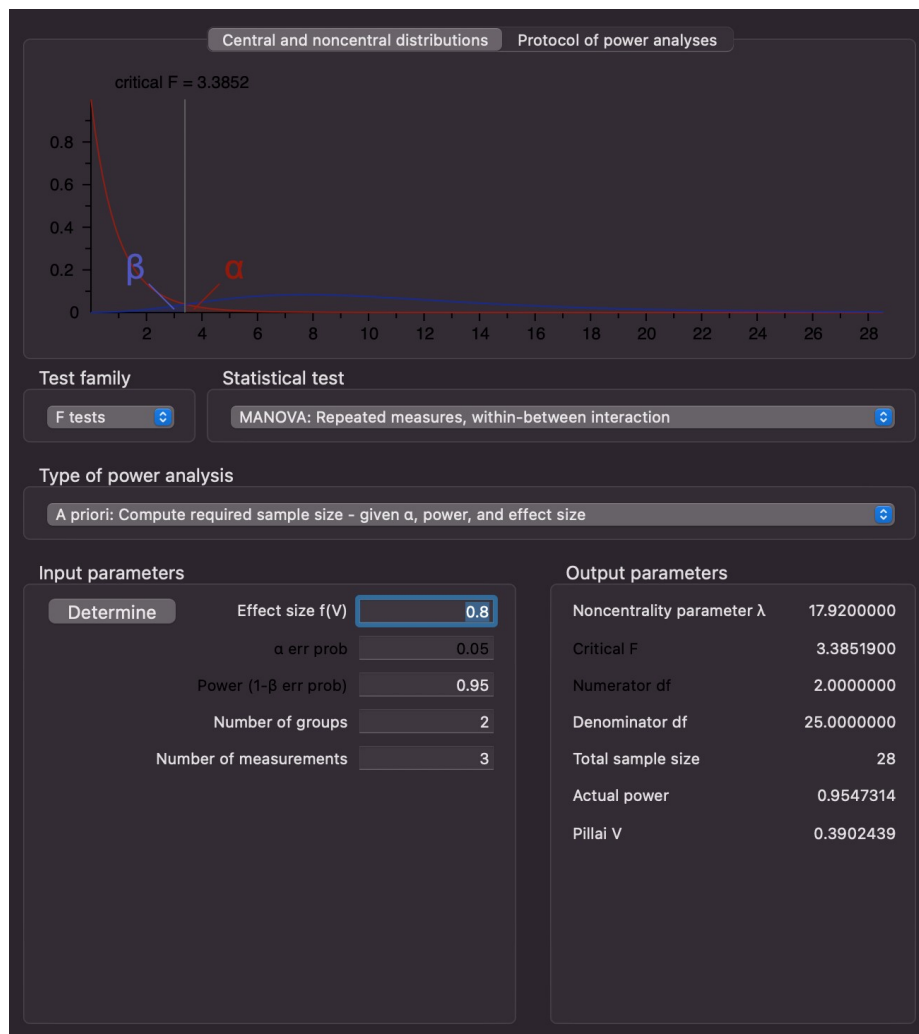 Central and noncentral distributions Protocol of power analyses
critical F = 3.3852
0.8
0.6
0.4
0.2
0
β α
2 4 6 8 10 12 14 16 18 20 22 24 26 28
Test family Statistical test
F tests MANOVA: Repeated measures, within-between interaction
Type of power analysis
A priori: Compute required sample size - given α, power, and effect size
Input parameters Output parameters
Determine Effect size f(V) 0.8 Noncentrality parameter λ 17.9200000
α err prob 0.05 Critical F 3.3851900
Power (1-β err prob) 0.95 Numerator df 2.0000000
Number of groups 2 Denominator df 25.0000000
Number of measurements 3 Total sample size 28
Actual power 0.9547314
Pillai V 0.3902439